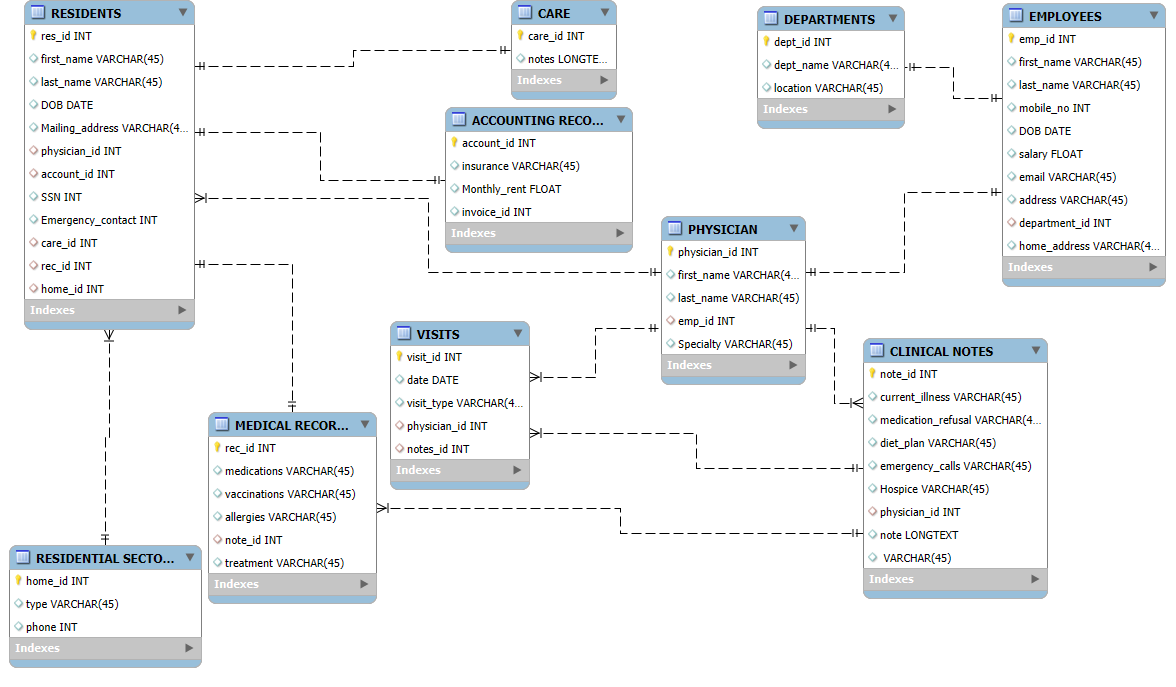 RESIDENTS
res_id INT
first_name VARCHAR(45)
last_name VARCHAR(45)
DOB DATE
Mailing_address VARCHAR(4...
physician_id INT
account_id INT
SSN INT
Emergency_contact INT
care_id INT
rec_id INT
home_id INT
Indexes
CARE
care_id INT
notes LONGTE...
Indexes
DEPARTMENTS
dept_id INT
dept_name VARCHAR(4...
location VARCHAR(45)
Indexes
EMPLOYEES
emp_id INT
first_name VARCHAR(45)
last_name VARCHAR(45)
mobile_no INT
DOB DATE
salary FLOAT
email VARCHAR(45)
address VARCHAR(45)
department_id INT
home_address VARCHAR(4...
Indexes
ACCOUNTING RECO...
account_id INT
insurance VARCHAR(45)
Monthly_rent FLOAT
invoice_id INT
Indexes
PHYSICIAN
physician_id INT
first_name VARCHAR(4...
last_name VARCHAR(45)
emp_id INT
Specialty VARCHAR(45)
Indexes
VISITS
visit_id INT
date DATE
visit_type VARCHAR(4...
physician_id INT
notes_id INT
Indexes
CLINICAL NOTES
note_id INT
current_illness VARCHAR(45)
medication_refusal VARCHAR(4...
diet_plan VARCHAR(45)
emergency_calls VARCHAR(45)
Hospice VARCHAR(45)
physician_id INT
note LONGTEXT
VARCHAR(45)
Indexes
MEDICAL RECOR...
rec_id INT
medications VARCHAR(45)
vaccinations VARCHAR(45)
allergies VARCHAR(45)
note_id INT
treatment VARCHAR(45)
Indexes
RESIDENTIAL SECTO...
home_id INT
type VARCHAR(45)
phone INT
Indexes